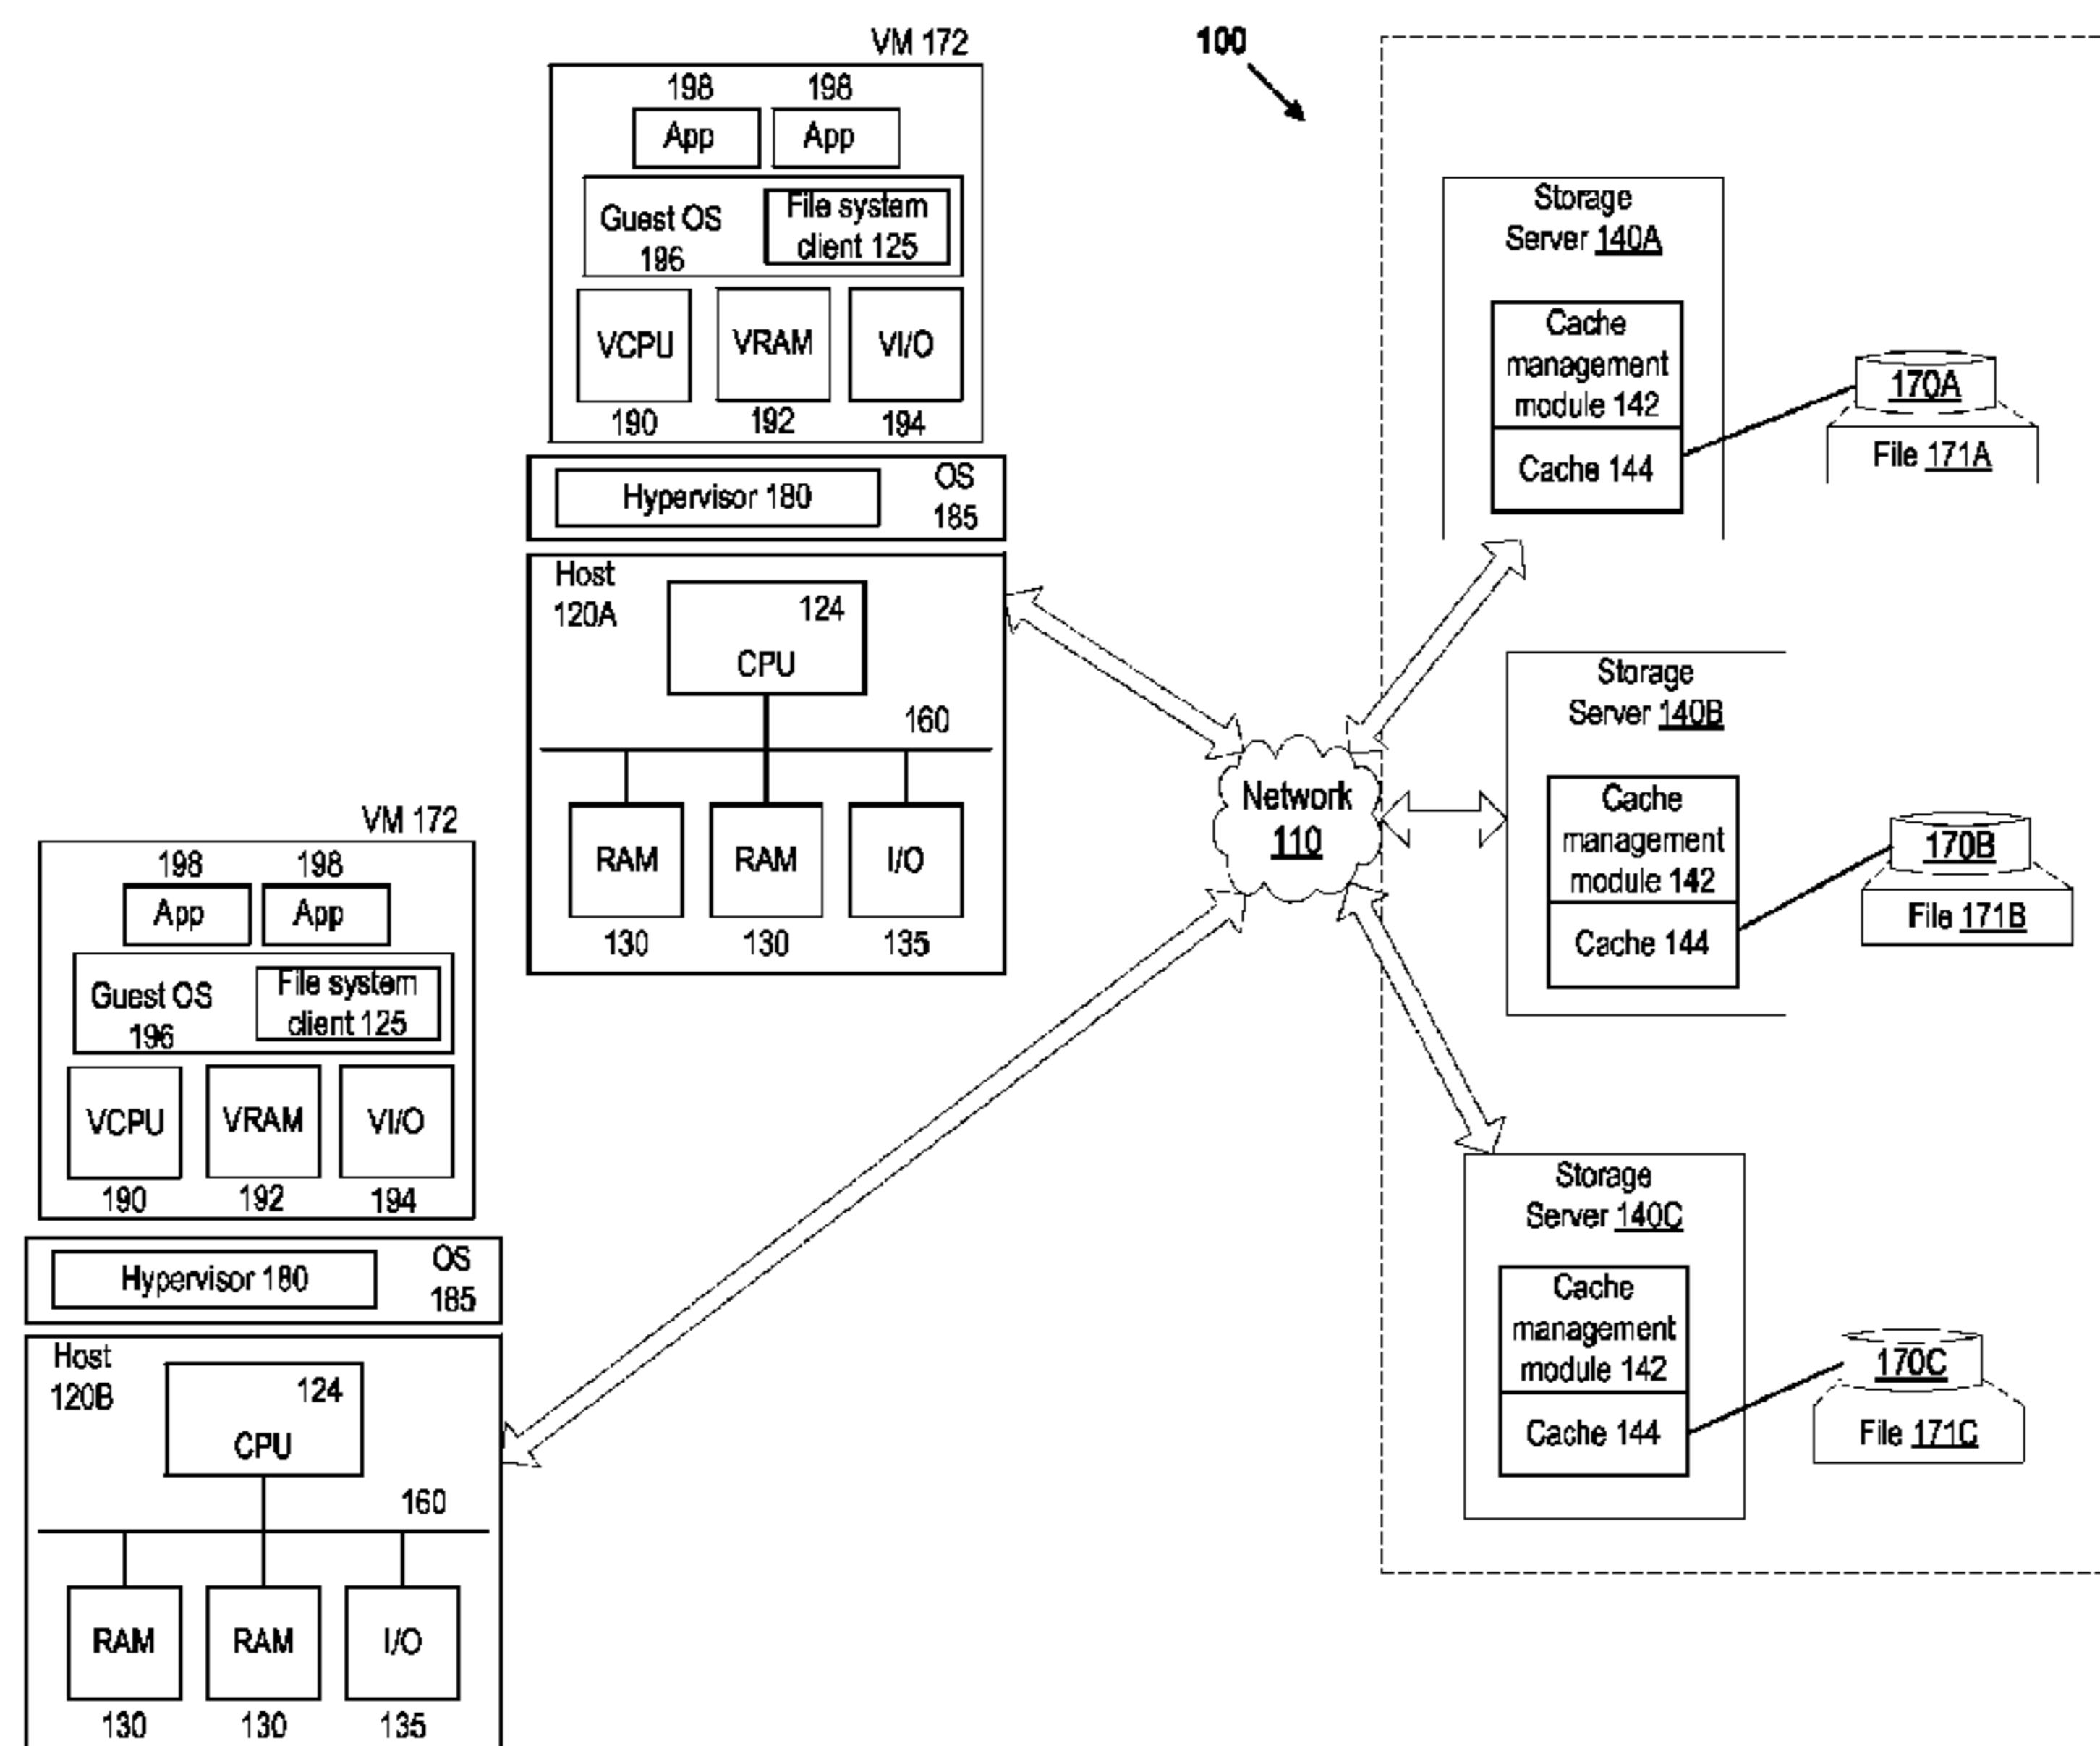 VM 172
198 198
App App
Guest OS
196
File system
client 125
VCPU VRAM VI/O
190 192 194
Hypervisor 180
OS
185
Host
120A
124
CPU
160
RAM RAM I/O
130 130 135
VM 172
198 198
App App
Guest OS
196
File system
client 125
VCPU VRAM VI/O
190 192 194
Hypervisor 180
OS
185
Host
120B
124
CPU
160
RAM RAM I/O
130 130 135
100
Network
110
Storage
Server 140A
Cache
management
module 142
Cache 144
170A
File 171A
Storage
Server 140B
Cache
management
module 142
Cache 144
170B
File 171B
Storage
Server 140C
Cache
management
module 142
Cache 144
170C
File 171C